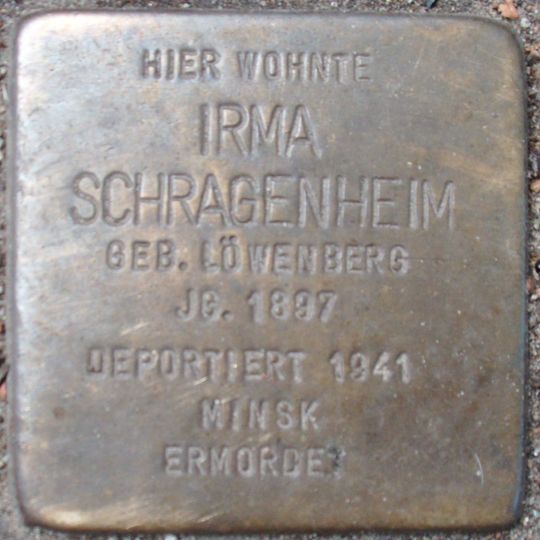 HIER WOHNTE
IRMA
SCHRAGENHEIM
GEB. LÖWENBERG
JG. 1897
DEPORTIERT 1941
MINSK
ERMORDET